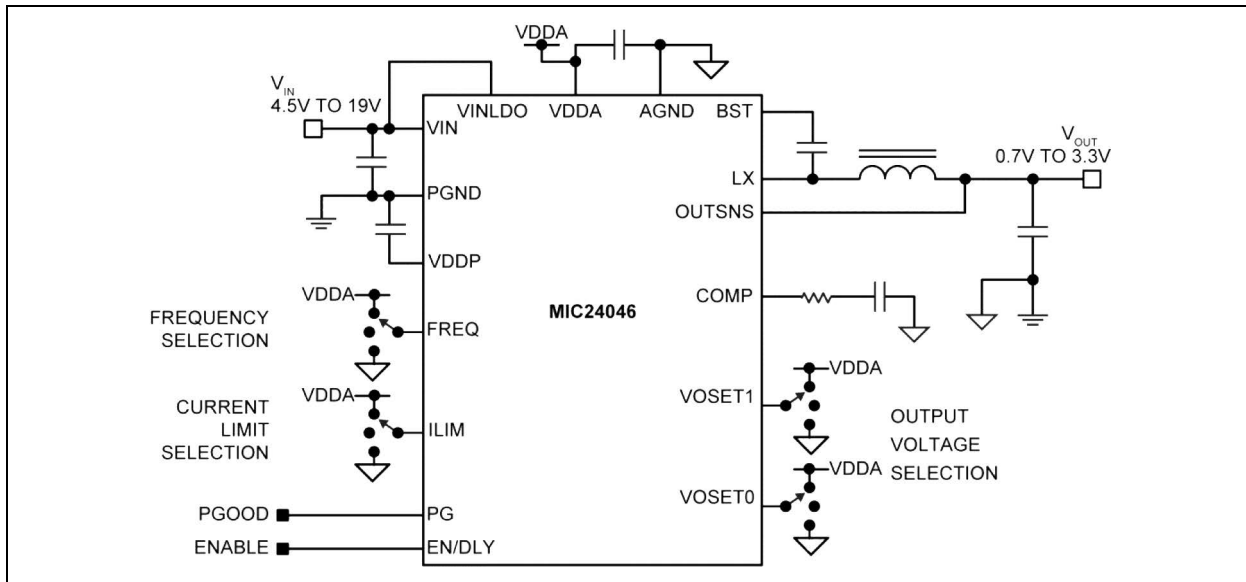 VDDA
V_IN
4.5V TO 19V
VINLDO
VDDA
AGND
BST
VIN
V_OUT
0.7V TO 3.3V
LX
PGND
OUTSNS
VDDP
VDDA
COMP
MIC24046
FREQUENCY
SELECTION
FREQ
VDDA
VDDA
CURRENT
LIMIT
SELECTION
ILIM
VOSET1
OUTPUT
VOLTAGE
SELECTION
VDDA
VOSET0
PGOOD
PG
ENABLE
EN/DLY